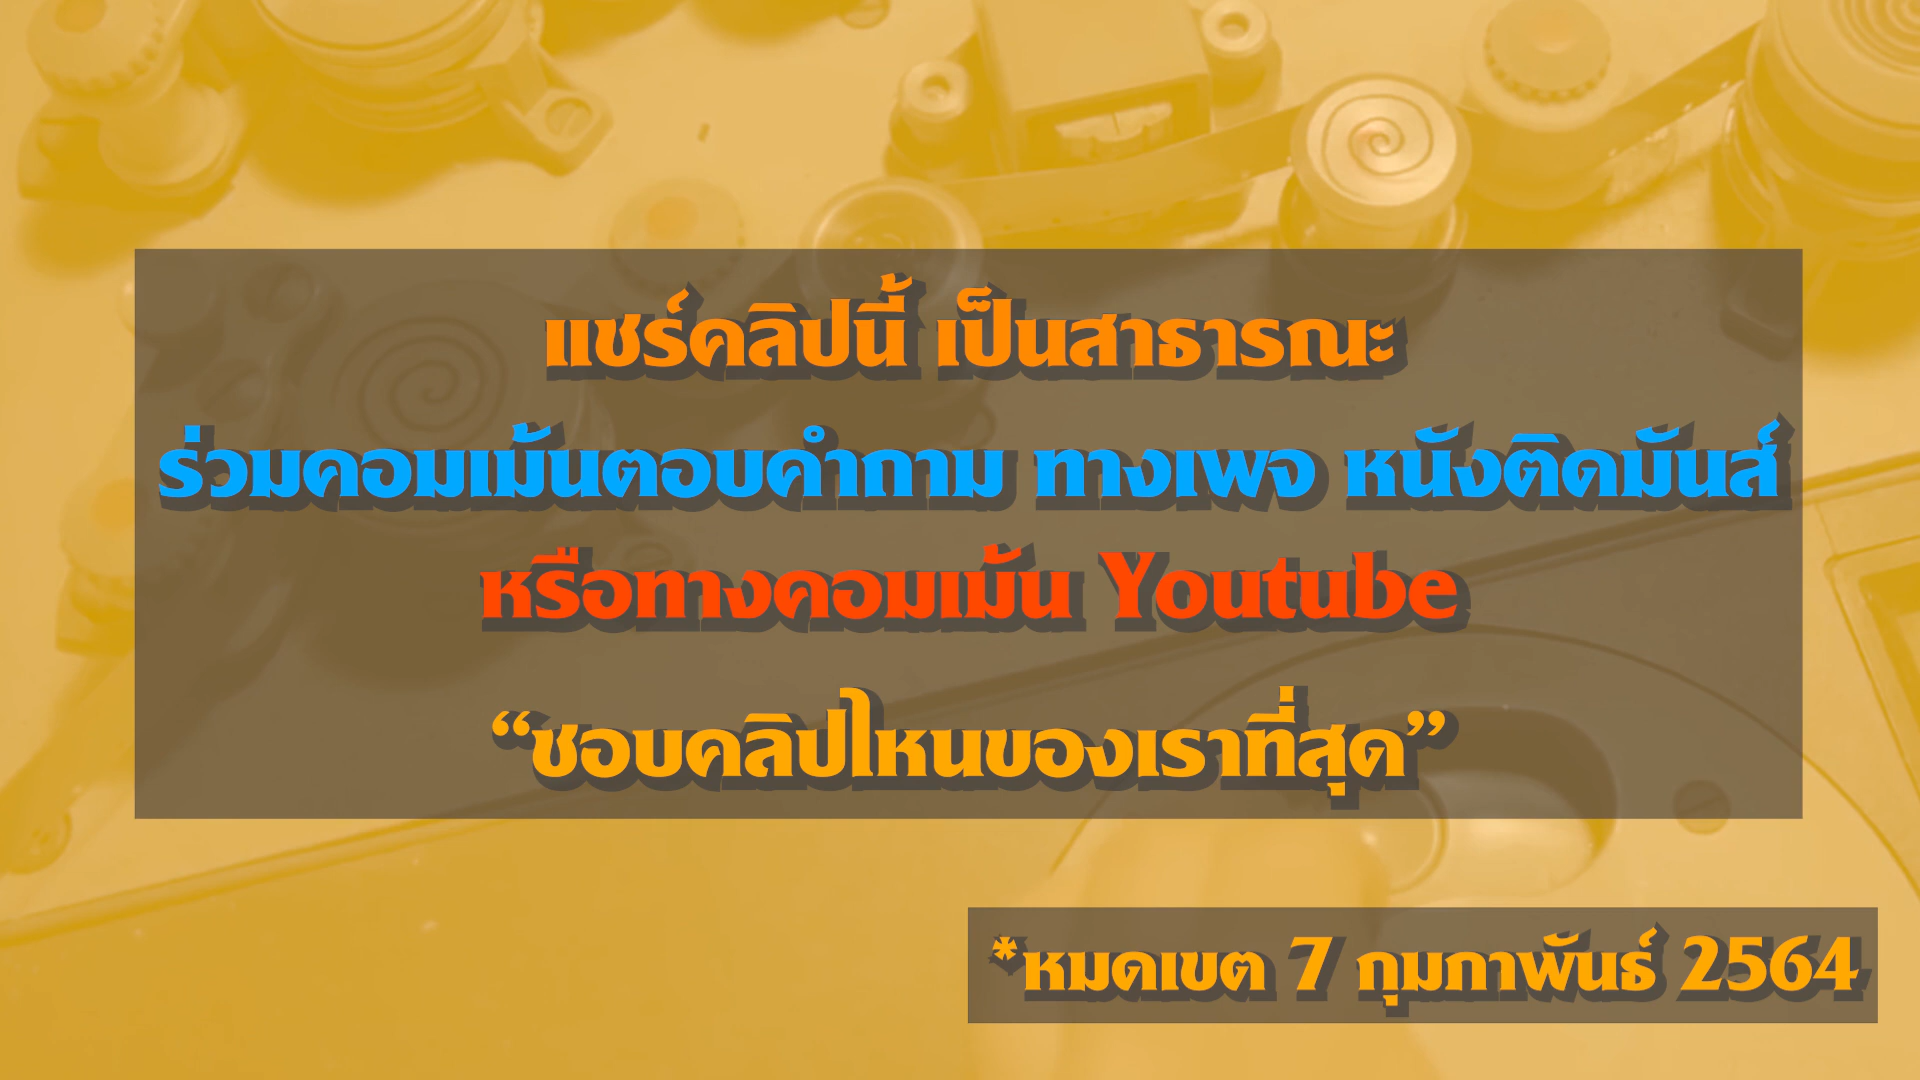 แชร์คลิปนี้ เป็นสาธารณะ
ร่วมคอมเม้นตอบคำถาม ทางเพจ หนังติดมันส์
หรือทางคอมเม้น Youtube
“ชอบคลิปไหนของเราที่สุด”
*หมดเขต 7 กุมภาพันธ์ 2564